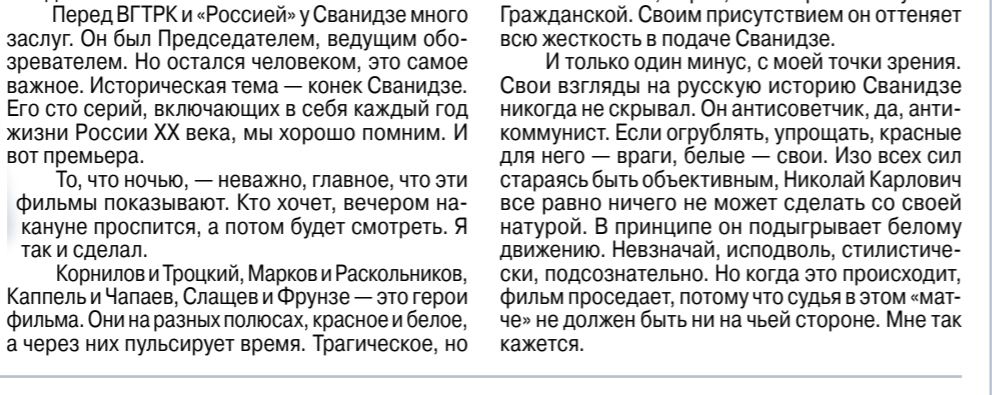 Перед ВГТРК и «Россией» у Сванидзе много
заслуг. Он был Председателем, ведущим обо-
зревателем. Но остался человеком, это самое
важное. Историческая тема — конек Сванидзе.
Его сто серий, включающих в себя каждый год
жизни России ХХ века, мы хорошо помним. И
вот премьера.
То, что ночью, — неважно, главное, что эти
фильмы показывают. Кто хочет, вечером на-
кануне проспится, а потом будет смотреть. Я
так и сделал.
Корнилов и Троцкий, Марков и Раскольников,
Каппель и Чапаев, Слащев и Фрунзе — это герои
фильма. Они на разных полюсах, красное и белое,
а через них пульсирует время. Трагическое, но
Гражданской. Своим присутствием он оттеняет
всю жесткость в подаче Сванидзе.
И только один минус, с моей точки зрения.
Свои взгляды на русскую историю Сванидзе
никогда не скрывал. Он антисоветчик, да, анти-
коммунист. Если огрублять, упрощать, красные
для него — враги, белые — свои. Изо всех сил
стараясь быть объективным, Николай Карлович
все равно ничего не может сделать со своей
натурой. В принципе он подыгрывает белому
движению. Невзначай, исподволь, стилистиче-
ски, подсознательно. Но когда это происходит,
фильм проседает, потому что судья в этом «мат-
че» не должен быть ни на чьей стороне. Мне так
кажется.